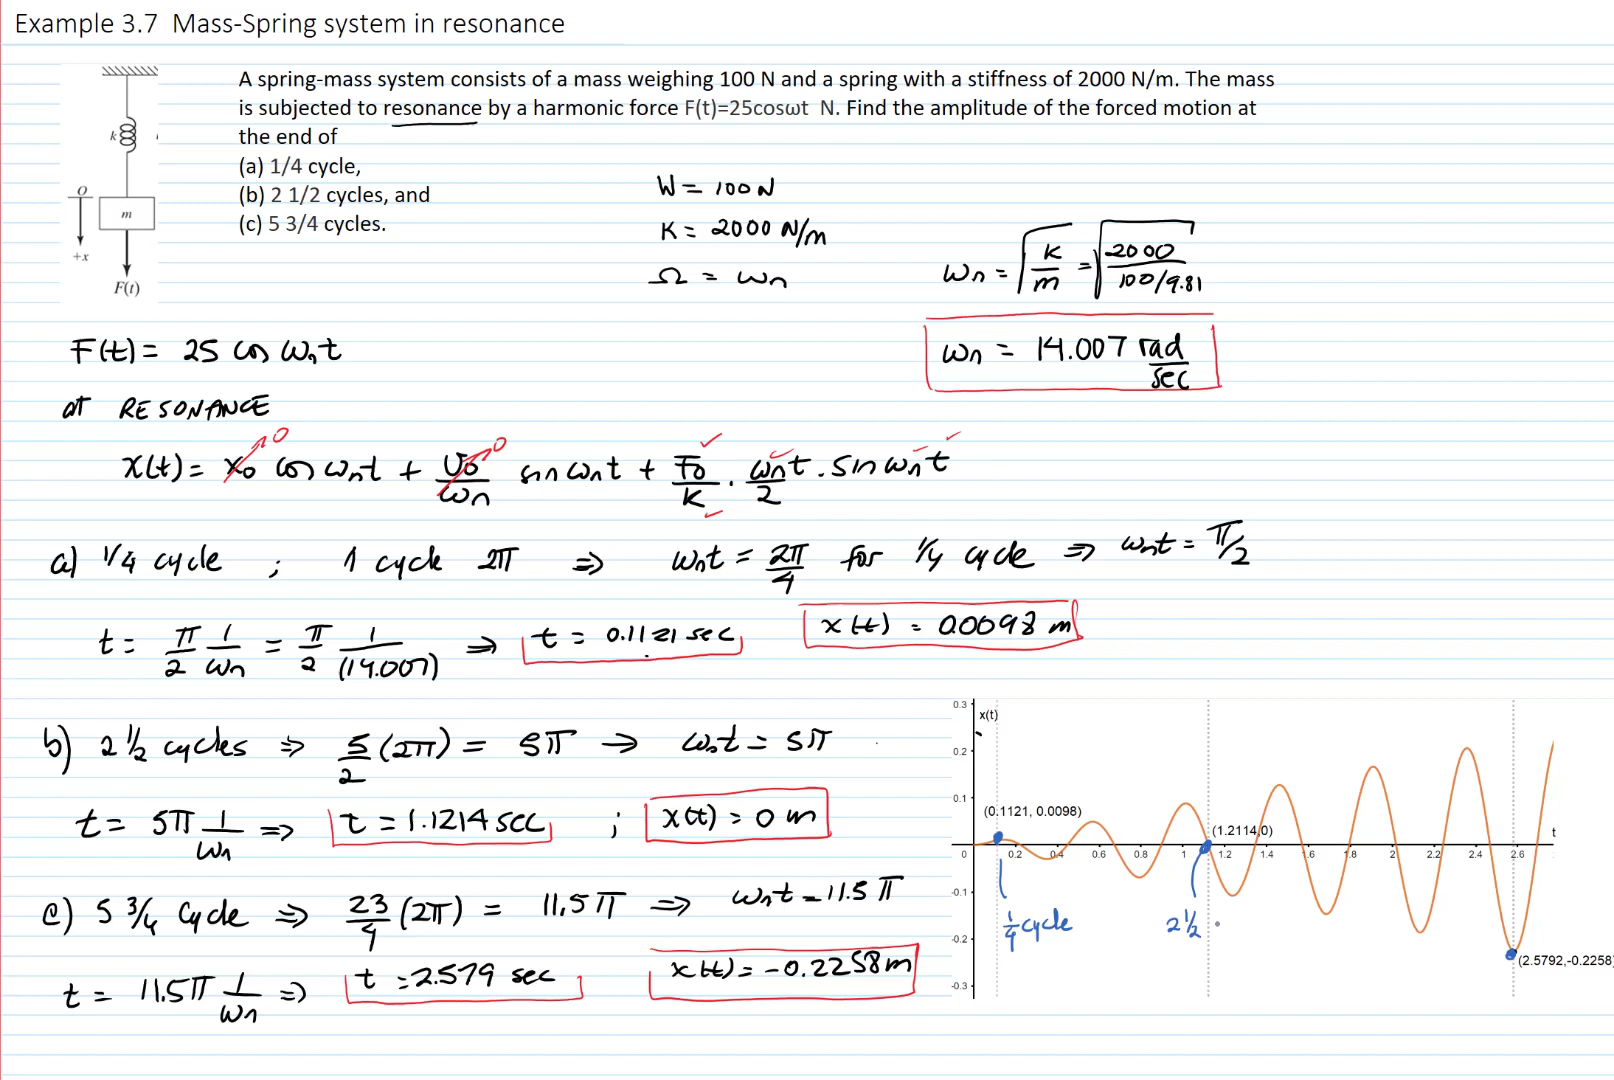 Example 3.7 Mass-Spring system in resonance
A spring-mass system consists of a mass weighing 100 N and a spring with a stiffness of 2000 N/m. The mass
is subjected to resonance by a harmonic force F(t)=25cosωt N. Find the amplitude of the forced motion at
the end of
(a) 1/4 cycle,
(b) 2 1/2 cycles, and
(c) 5 3/4 cycles.
k
O
m
+x
F(t)
W = 100 N
K = 2000 N/m
Ω = ωn
ωn = √(K/m) = √(2000/(100/9.81))
ωn = 14.007 rad/sec
F(t) = 25 cos ωnt
at RESONANCE
x(t) = x₀ cos ωnt + υ₀/ωn sin ωnt + F₀/K · ωnt/2 · sin ωnt
0
0
a) 1/4 cycle ; 1 cycle 2π ⇒ ωnt = 2π/4 for 1/4 cycle ⇒ ωnt = π/2
t = π/2 1/ωn = π/2 1/(14.007) ⇒ t = 0.1121 sec x(t) = 0.0098 m
b) 2 1/2 cycles ⇒ 5/2 (2π) = 5π → ωnt = 5π
t = 5π 1/ωn ⇒ t = 1.1214 sec ; x(t) = 0 m
c) 5 3/4 Cycle ⇒ 23/4 (2π) = 11.5π ⇒ ωnt = 11.5π
t = 11.5π 1/ωn ⇒ t = 2.579 sec x(t) = -0.2258 m
x(t)
0.3
0.2
0.1
0
-0.1
-0.2
-0.3
0.2 0.4 0.6 0.8 1 1.2 1.4 1.6 1.8 2 2.2 2.4 2.6
t
(0.1121, 0.0098)
(1.2114,0)
(2.5792,-0.2258)
1/4 cycle
2 1/2